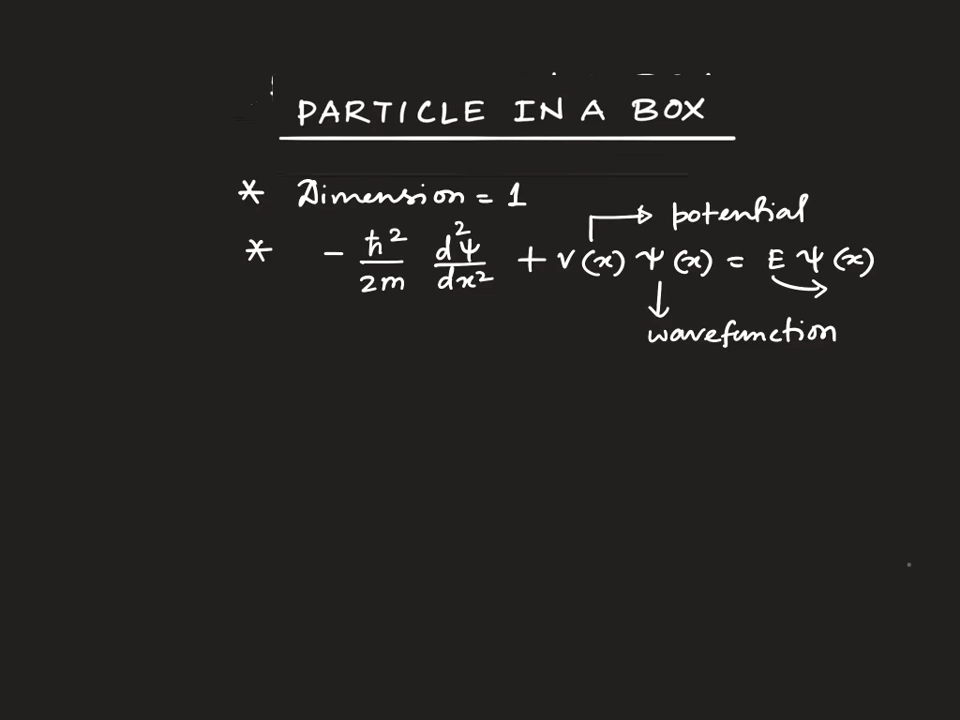 PARTICLE IN A BOX
* Dimension = 1
→ potential
* - ħ²/2m d²ψ/dx² + V(x) ψ(x) = E ψ(x)
wavefunction